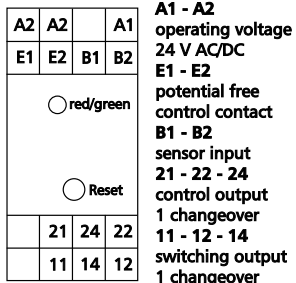 A2 A2 A1
E1 E2 B1 B2
red/green
Reset
21 24 22
11 14 12
A1 - A2
operating voltage
24 V AC/DC
E1 - E2
potential free
control contact
B1 - B2
sensor input
21 - 22 - 24
control output
1 changeover
11 - 12 - 14
switching output
1 changeover